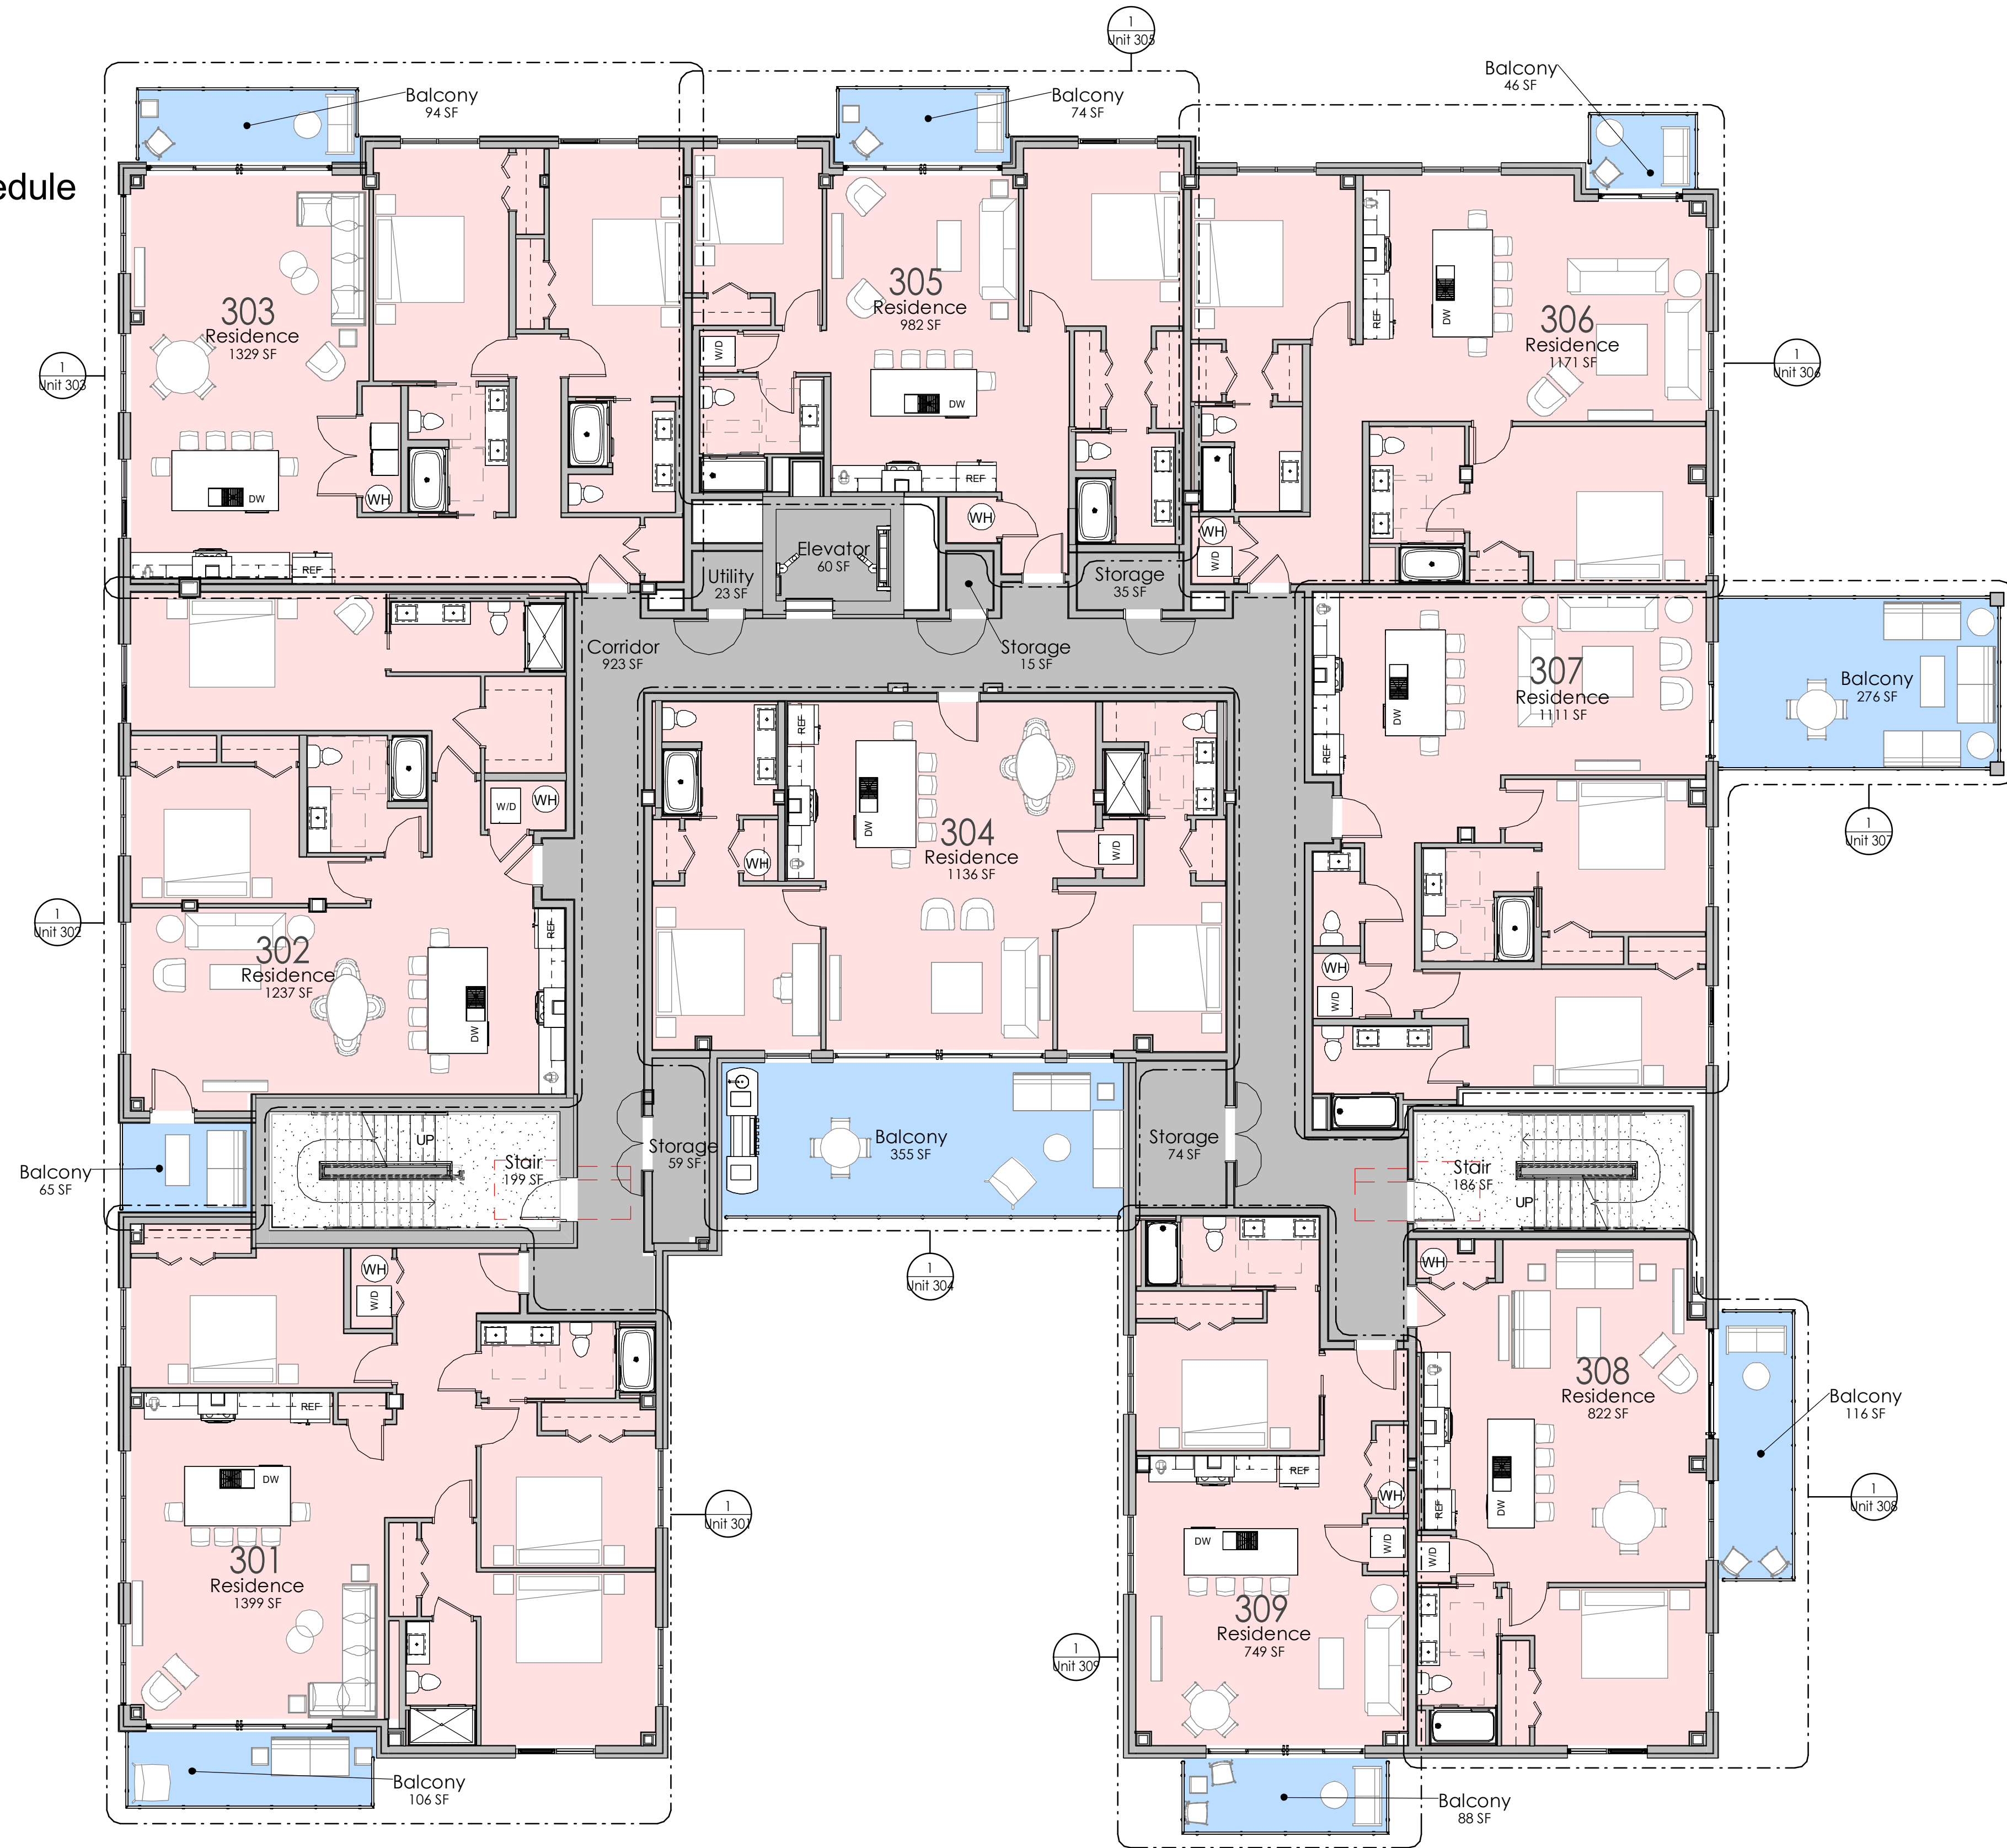 1
Unit 305
Balcony
46 SF
Balcony
94 SF
Balcony
74 SF
edule
303
Residence
1329 SF
305
Residence
982 SF
306
Residence
1171 SF
REF
DW
W/D
DW
1
Unit 303
1
Unit 306
DW
WH
REF
WH
WH
W/D
REF
Elevator
60 SF
Utility
23 SF
Storage
35 SF
Corridor
923 SF
Storage
15 SF
307
Residence
1111 SF
DW
REF
Balcony
276 SF
REF
DW
304
Residence
1136 SF
WH
W/D
W/D
WH
1
Unit 307
1
Unit 302
302
Residence
1237 SF
REF
DW
WH
W/D
UP
Stair
199 SF
Storage
59 SF
Balcony
355 SF
Storage
74 SF
Stair
186 SF
UP
Balcony
65 SF
1
Unit 304
WH
W/D
WH
308
Residence
822 SF
DW
REF
W/D
Balcony
116 SF
REF
DW
301
Residence
1399 SF
1
Unit 301
REF
WH
DW
W/D
309
Residence
749 SF
1
Unit 309
1
Unit 308
Balcony
106 SF
Balcony
88 SF